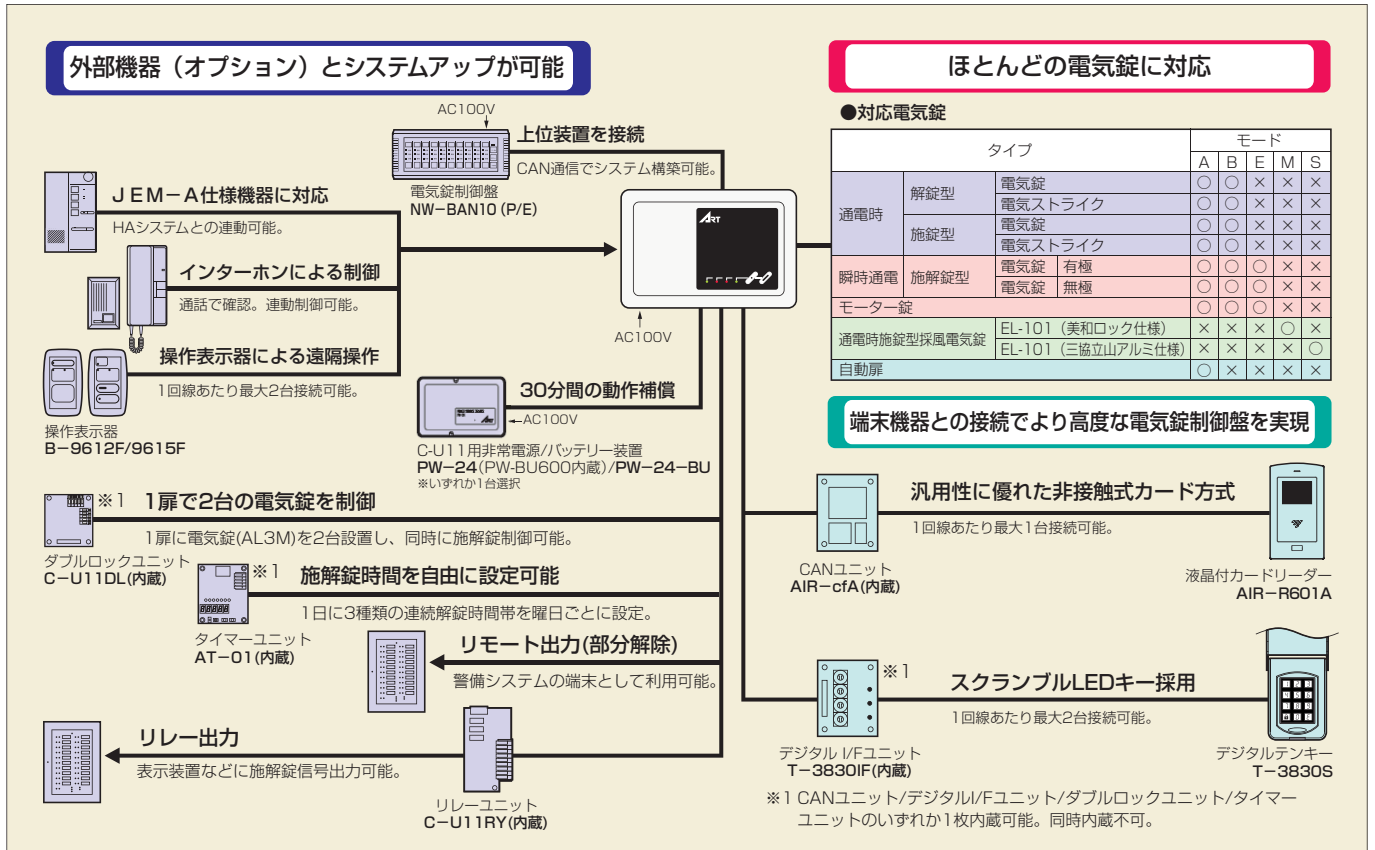 外部機器（オプション）とシステムアップが可能
AC100V
上位装置を接続
CAN通信でシステム構築可能。
電気錠制御盤
NW−BAN10 (P/E)
JEM−A仕様機器に対応
HAシステムとの連動可能。
インターホンによる制御
通話で確認。連動制御可能。
操作表示器による遠隔操作
1回線あたり最大2台接続可能。
操作表示器
B−9612F/9615F
ART
AC100V
30分間の動作補償
AC100V
C-U11用非常電源/バッテリー装置
PW−24(PW-BU600内蔵)/PW−24−BU
※いずれか1台選択
※1 1扉で2台の電気錠を制御
1扉に電気錠(AL3M)を2台設置し、同時に施解錠制御可能。
ダブルロックユニット
C−U11DL(内蔵)
※1 施解錠時間を自由に設定可能
1日に3種類の連続解錠時間帯を曜日ごとに設定。
タイマーユニット
AT−01(内蔵)
リモート出力(部分解除)
警備システムの端末として利用可能。
リレー出力
表示装置などに施解錠信号出力可能。
リレーユニット
C−U11RY(内蔵)
ほとんどの電気錠に対応
●対応電気錠
タイプ モード
A B E M S
通電時 解錠型 電気錠 ○ ○ × × ×
電気ストライク ○ ○ × × ×
施錠型 電気錠 ○ ○ × × ×
電気ストライク ○ ○ × × ×
瞬時通電 施解錠型 電気錠 有極 ○ ○ ○ × ×
電気錠 無極 ○ ○ ○ × ×
モーター錠 ○ ○ ○ × ×
通電時施錠型採風電気錠 EL-101（美和ロック仕様） × × × ○ ×
EL-101（三協立山アルミ仕様） × × × × ○
自動扉 ○ × × × ×
端末機器との接続でより高度な電気錠制御盤を実現
汎用性に優れた非接触式カード方式
1回線あたり最大1台接続可能。
CANユニット
AIR−cfA(内蔵)
液晶付カードリーダー
AIR−R601A
※1
スクランブルLEDキー採用
1回線あたり最大2台接続可能。
デジタル I/Fユニット
T−3830IF(内蔵)
デジタルテンキー
T−3830S
※1 CANユニット/デジタルI/Fユニット/ダブルロックユニット/タイマー
ユニットのいずれか1枚内蔵可能。同時内蔵不可。